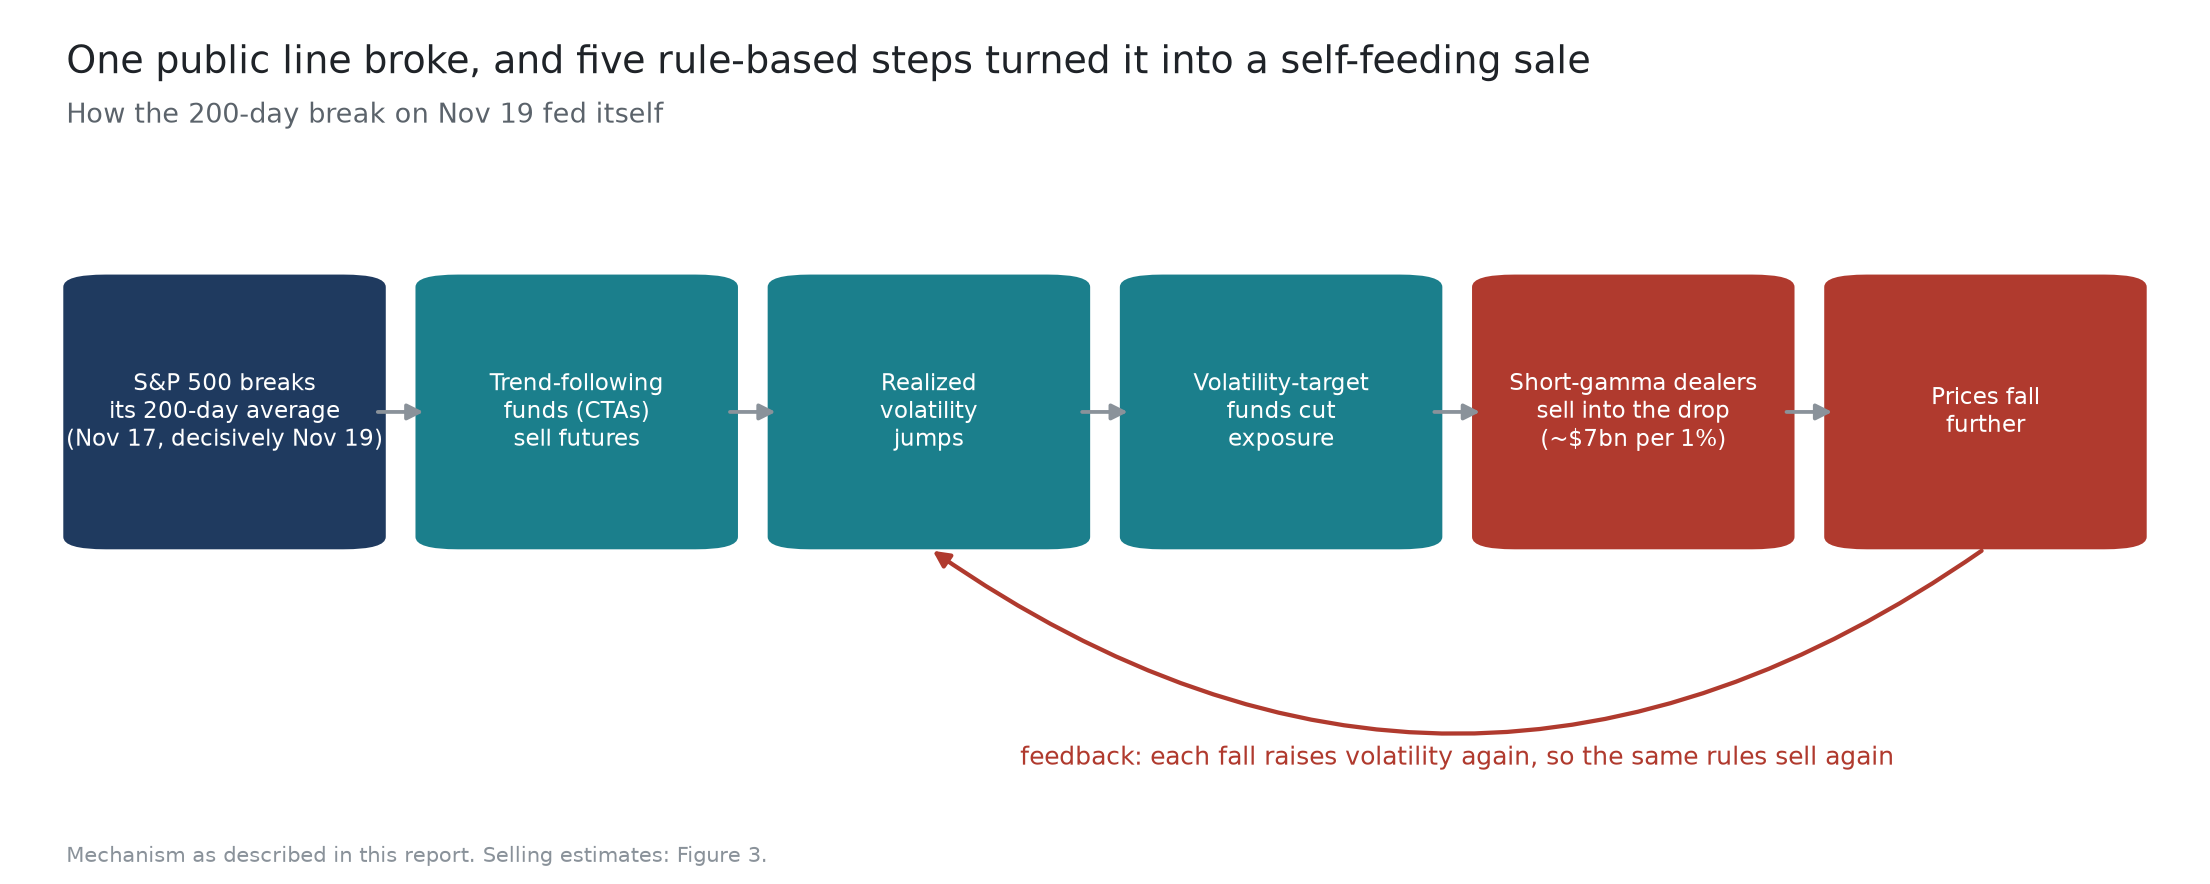 One public line broke, and five rule-based steps turned it into a self-feeding sale
How the 200-day break on Nov 19 fed itself
S&P 500 breaks
its 200-day average
(Nov 17, decisively Nov 19)
Trend-following
funds (CTAs)
sell futures
Realized
volatility
jumps
Volatility-target
funds cut
exposure
Short-gamma dealers
sell into the drop
(~$7bn per 1%)
Prices fall
further
feedback: each fall raises volatility again, so the same rules sell again
Mechanism as described in this report. Selling estimates: Figure 3.